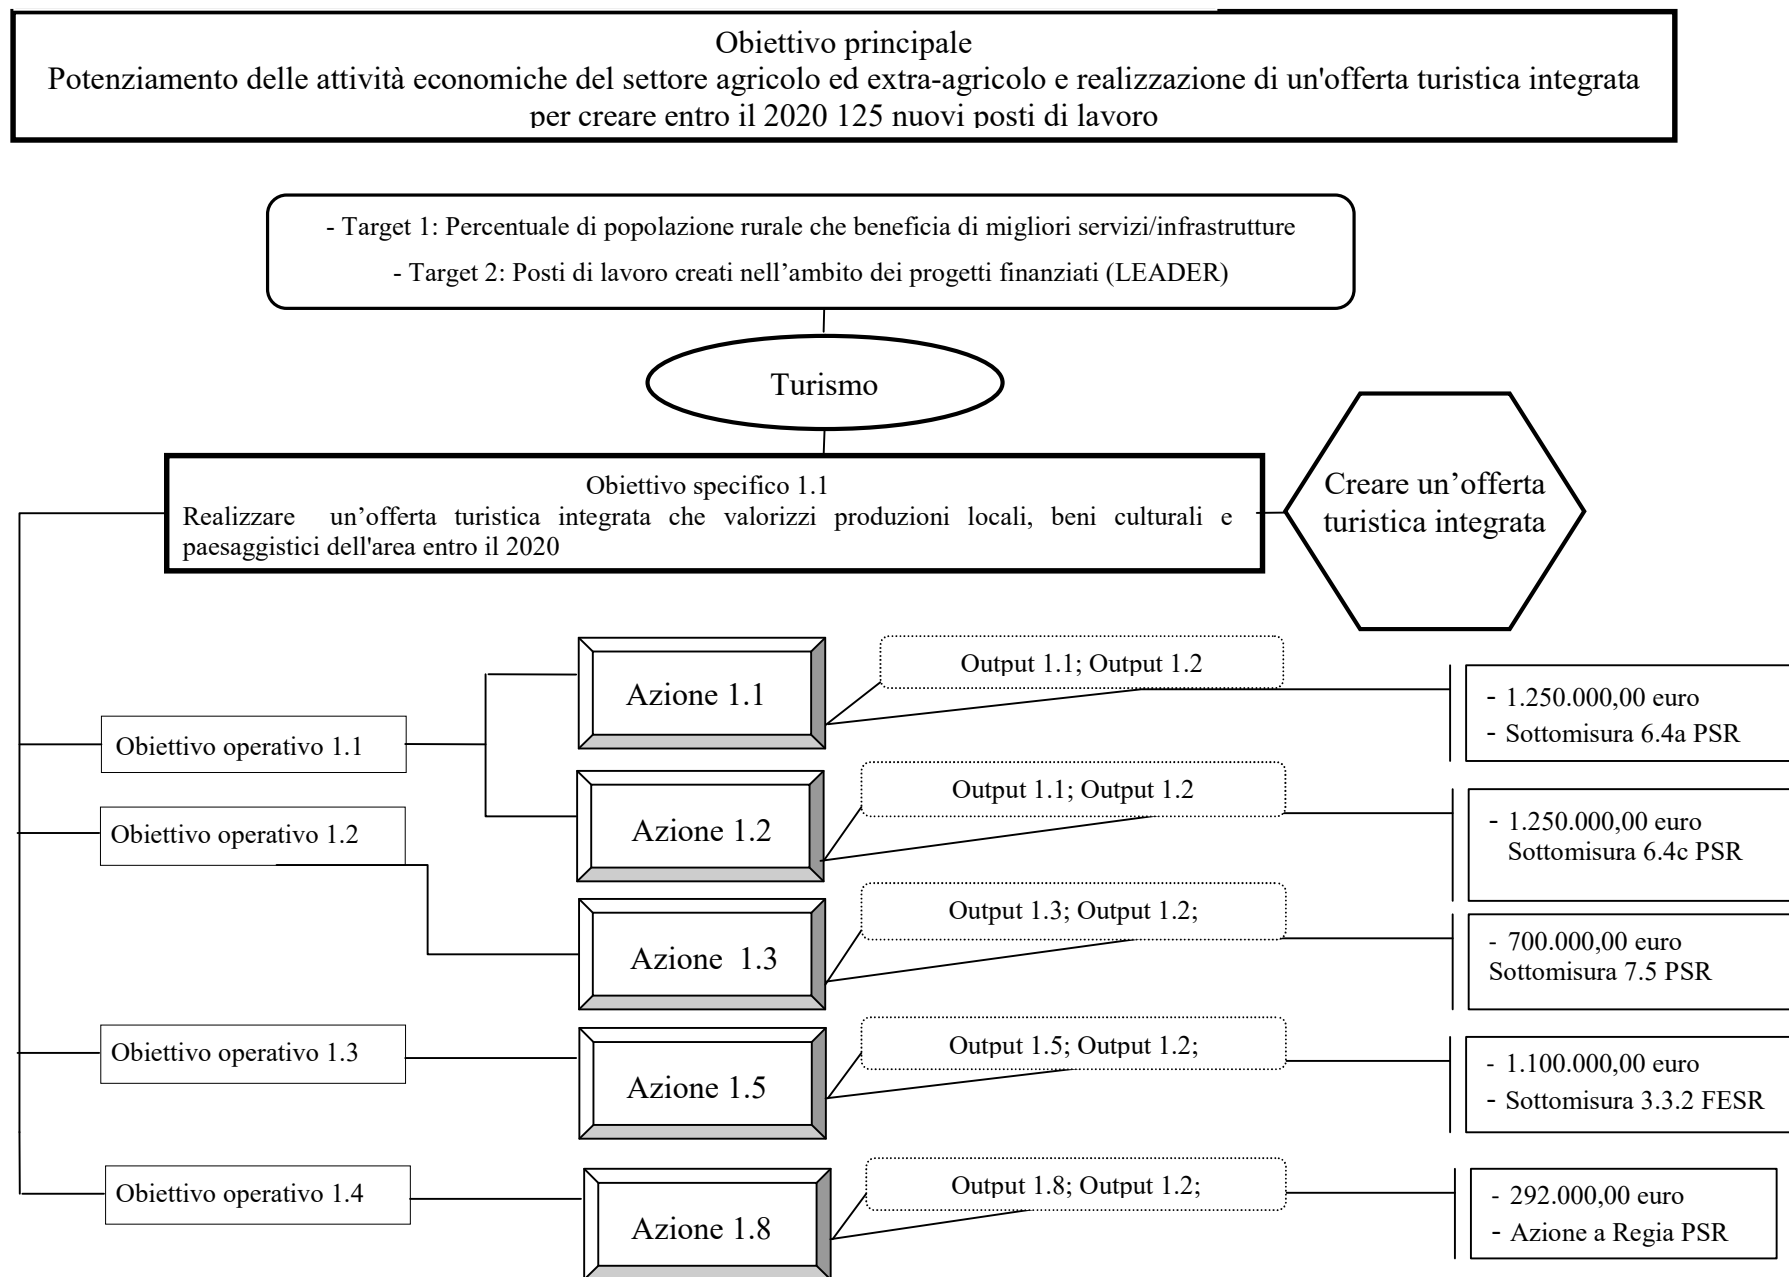 Obiettivo principale
Potenziamento delle attività economiche del settore agricolo ed extra-agricolo e realizzazione di un'offerta turistica integrata
per creare entro il 2020 125 nuovi posti di lavoro
- Target 1: Percentuale di popolazione rurale che beneficia di migliori servizi/infrastrutture
- Target 2: Posti di lavoro creati nell’ambito dei progetti finanziati (LEADER)
Turismo
Obiettivo specifico 1.1
Realizzare un’offerta turistica integrata che valorizzi produzioni locali, beni culturali e
paesaggistici dell'area entro il 2020
Creare un’offerta
turistica integrata
Obiettivo operativo 1.1
Azione 1.1
Output 1.1; Output 1.2
- 1.250.000,00 euro
- Sottomisura 6.4a PSR
Azione 1.2
Output 1.1; Output 1.2
- 1.250.000,00 euro
Sottomisura 6.4c PSR
Obiettivo operativo 1.2
Azione 1.3
Output 1.3; Output 1.2;
- 700.000,00 euro
Sottomisura 7.5 PSR
Obiettivo operativo 1.3
Azione 1.5
Output 1.5; Output 1.2;
- 1.100.000,00 euro
- Sottomisura 3.3.2 FESR
Obiettivo operativo 1.4
Azione 1.8
Output 1.8; Output 1.2;
- 292.000,00 euro
- Azione a Regia PSR